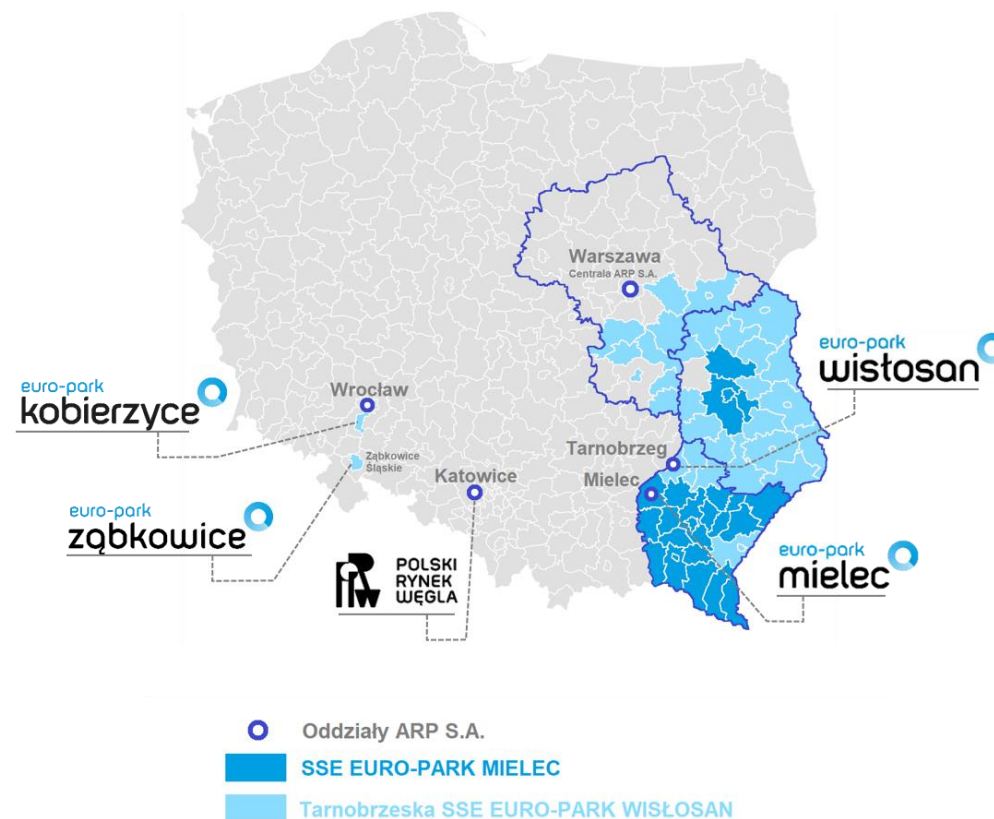 Warszawa
Centrala ARP S.A.
euro-park
wisłosan
euro-park
kobierzyce
Wrocław
Ząbkowice
Śląskie
Katowice
Tarnobrzeg
Mielec
euro-park
ząbkowice
POLSKI
RYNEK
WĘGLA
euro-park
mielec
Oddziały ARP S.A.
SSE EURO-PARK MIELEC
Tarnobrzeska SSE EURO-PARK WISŁOSAN